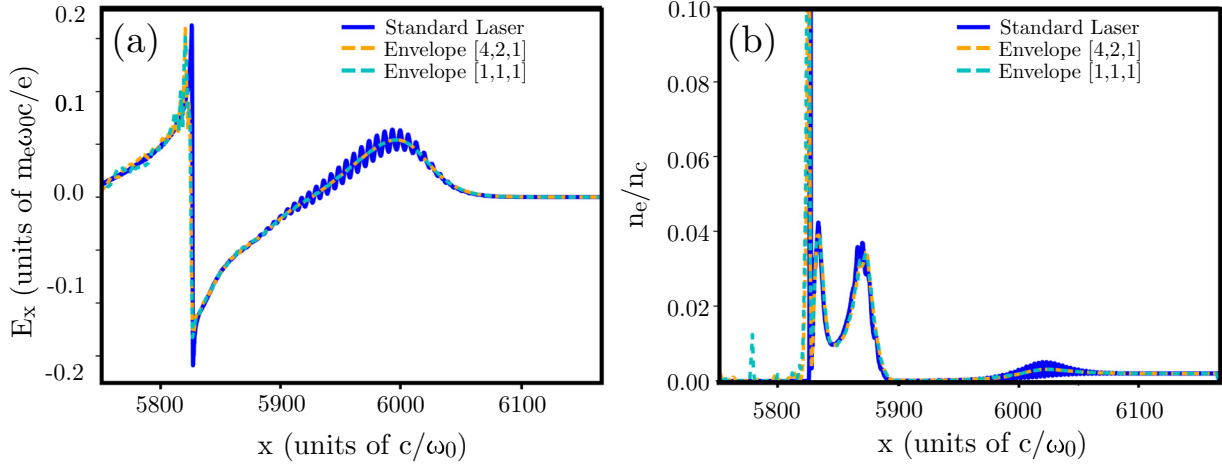 (a)
Standard Laser
Envelope [4,2,1]
Envelope [1,1,1]
0.2
0.1
0.0
-0.1
-0.2
Eₓ (units of mₑω₀c/e)
5800 5900 6000 6100
x (units of c/ω₀)
(b)
Standard Laser
Envelope [4,2,1]
Envelope [1,1,1]
0.10
0.08
0.06
0.04
0.02
0.00
nₑ/n_c
5800 5900 6000 6100
x (units of c/ω₀)